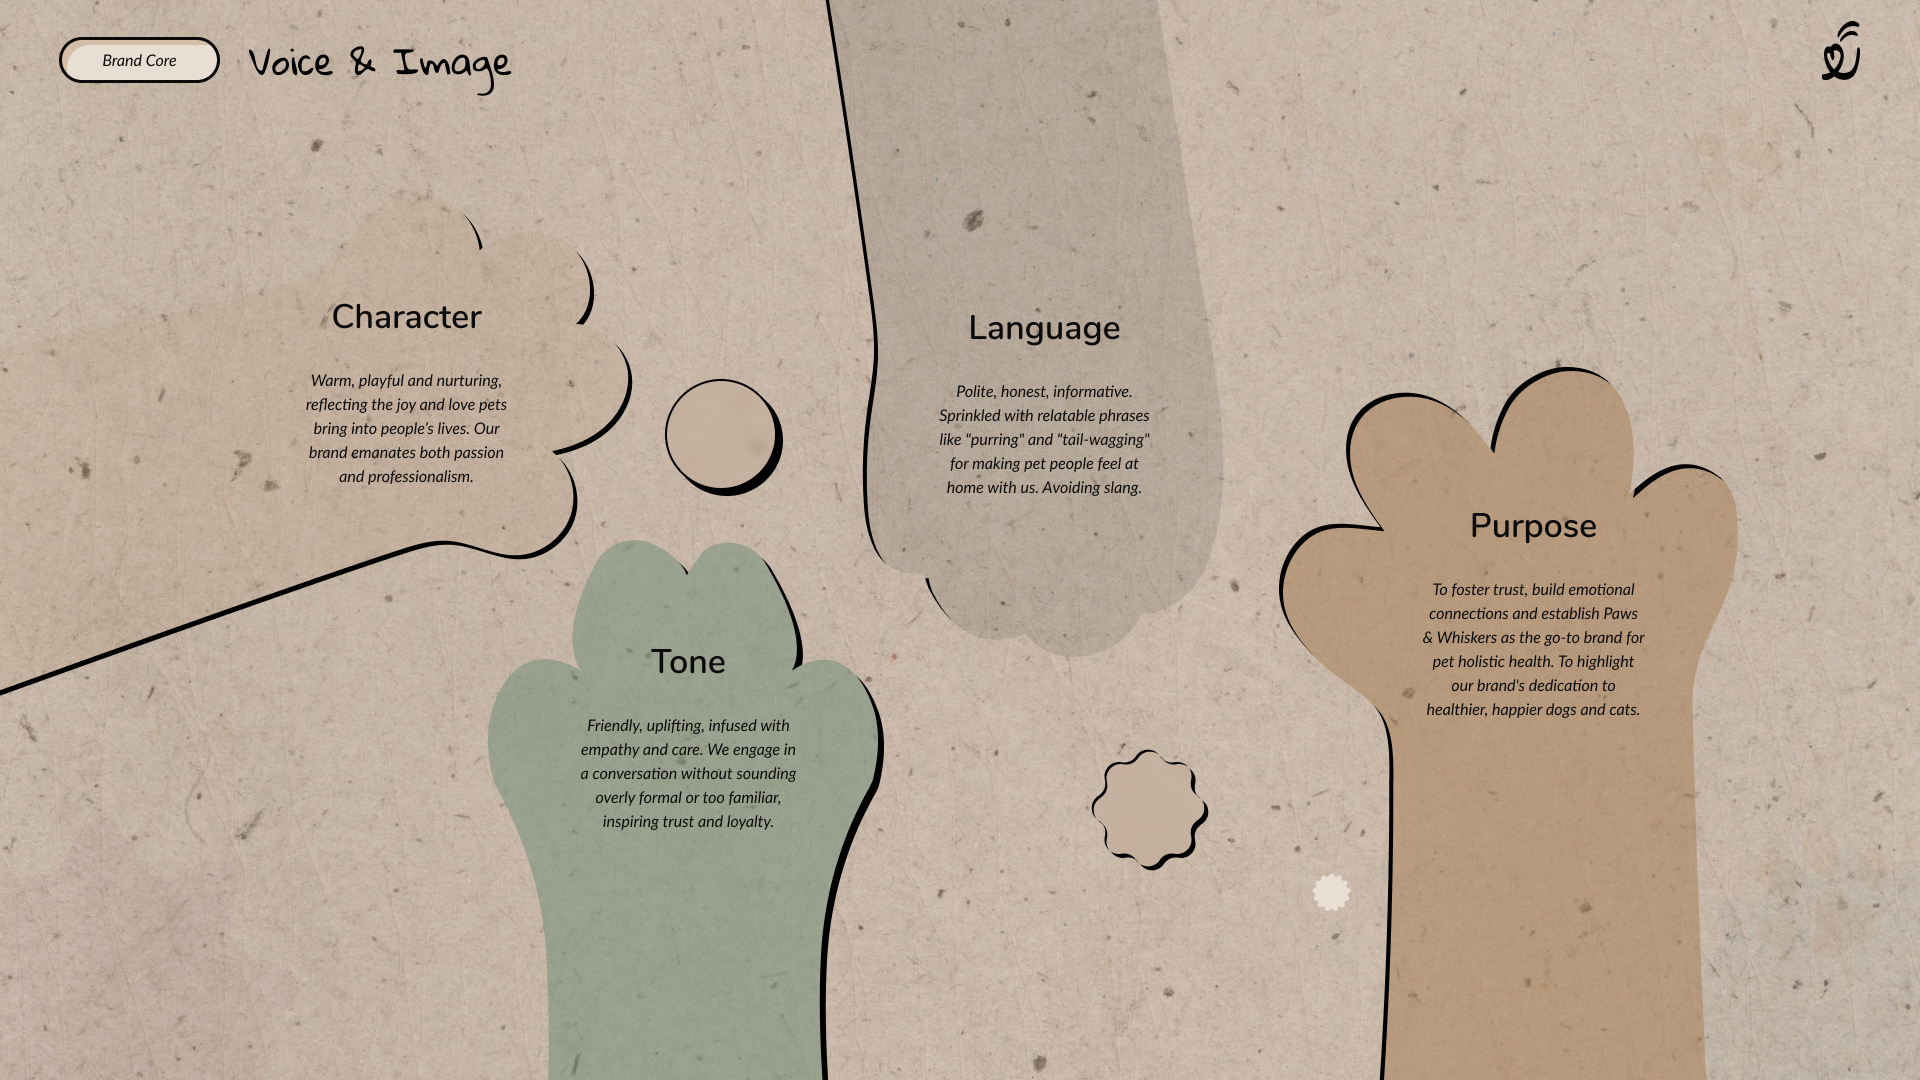 Brand Core
Voice & Image
Character
Warm, playful and nurturing,
reflecting the joy and love pets
bring into people's lives. Our
brand emanates both passion
and professionalism.
Language
Polite, honest, informative.
Sprinkled with relatable phrases
like "purring" and "tail-wagging"
for making pet people feel at
home with us. Avoiding slang.
Tone
Friendly, uplifting, infused with
empathy and care. We engage in
a conversation without sounding
overly formal or too familiar,
inspiring trust and loyalty.
Purpose
To foster trust, build emotional
connections and establish Paws
& Whiskers as the go-to brand for
pet holistic health. To highlight
our brand's dedication to
healthier, happier dogs and cats.